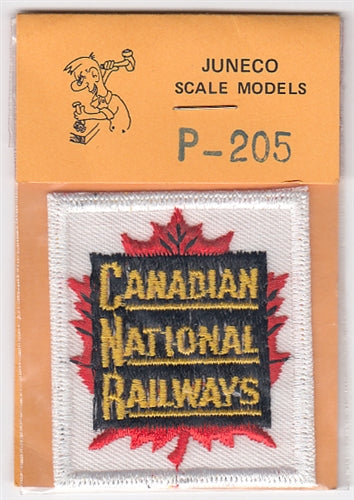 JUNECO
SCALE MODELS
P-205
CANADIAN
NATIONAL
RAILWAYS